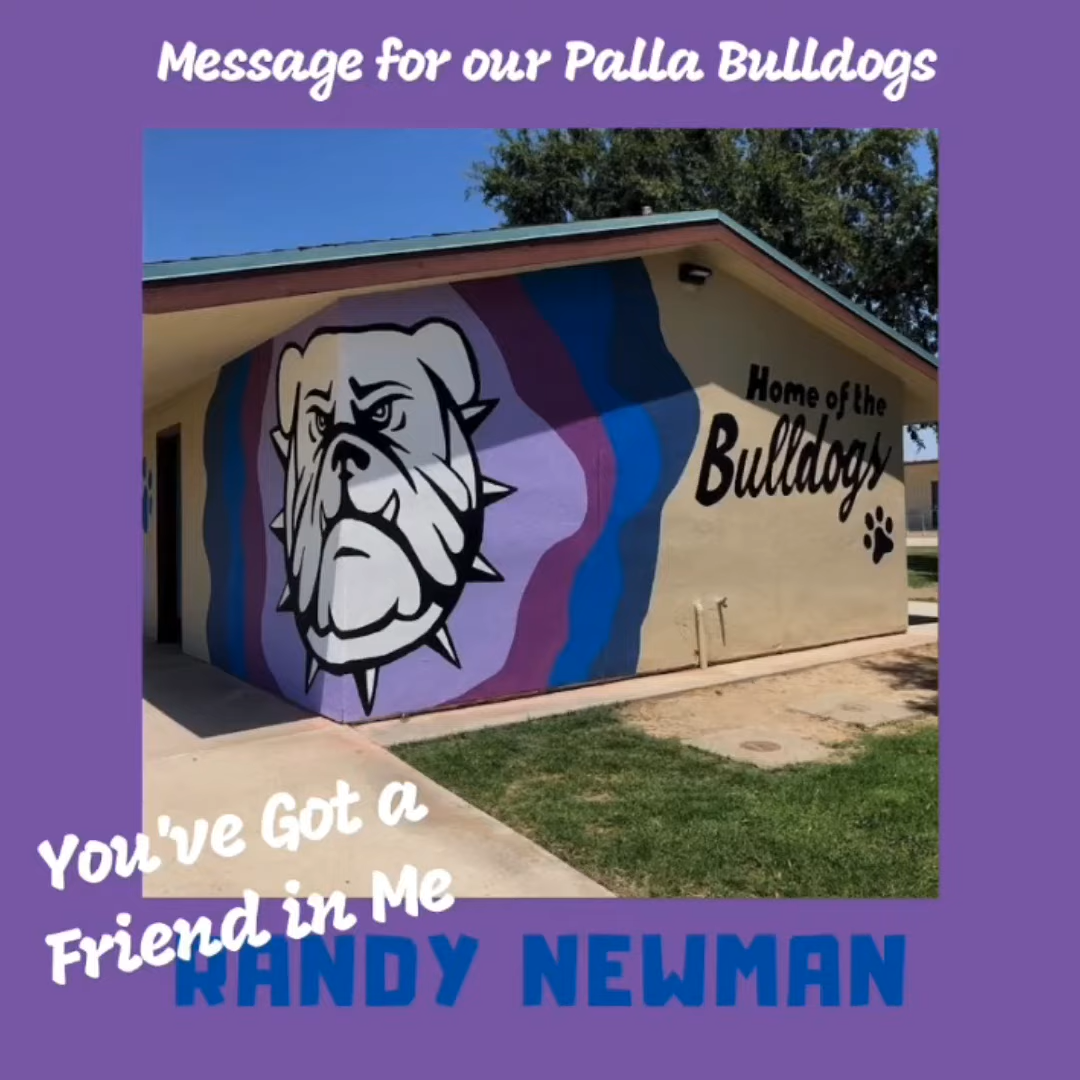 Message for our Palla Bulldogs
Home of the
Bulldogs
You've Got a
Friend in Me
RANDY NEWMAN